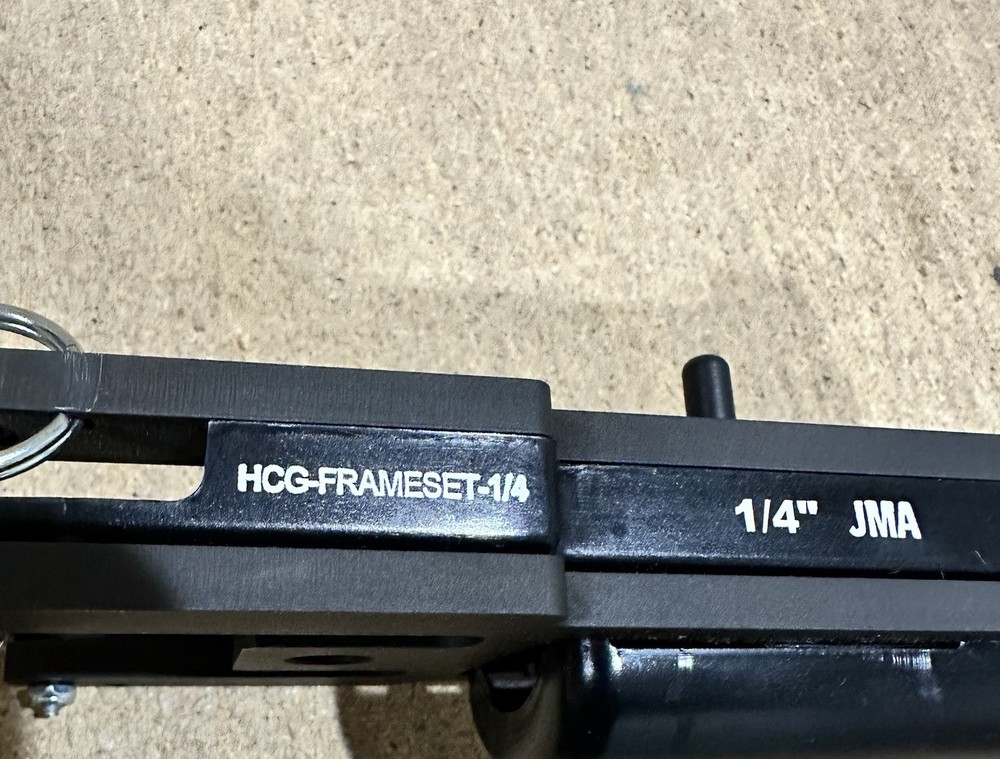 HCG-FRAMESET-1/4
1/4" JMA